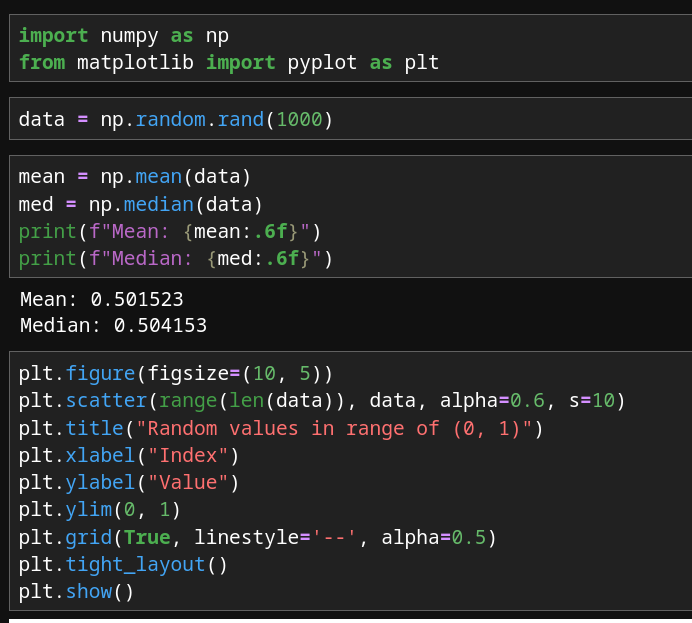 import numpy as np
from matplotlib import pyplot as plt
data = np.random.rand(1000)
mean = np.mean(data)
med = np.median(data)
print(f"Mean: {mean:.6f}")
print(f"Median: {med:.6f}")
Mean: 0.501523
Median: 0.504153
plt.figure(figsize=(10, 5))
plt.scatter(range(len(data)), data, alpha=0.6, s=10)
plt.title("Random values in range of (0, 1)")
plt.xlabel("Index")
plt.ylabel("Value")
plt.ylim(0, 1)
plt.grid(True, linestyle='--', alpha=0.5)
plt.tight_layout()
plt.show()